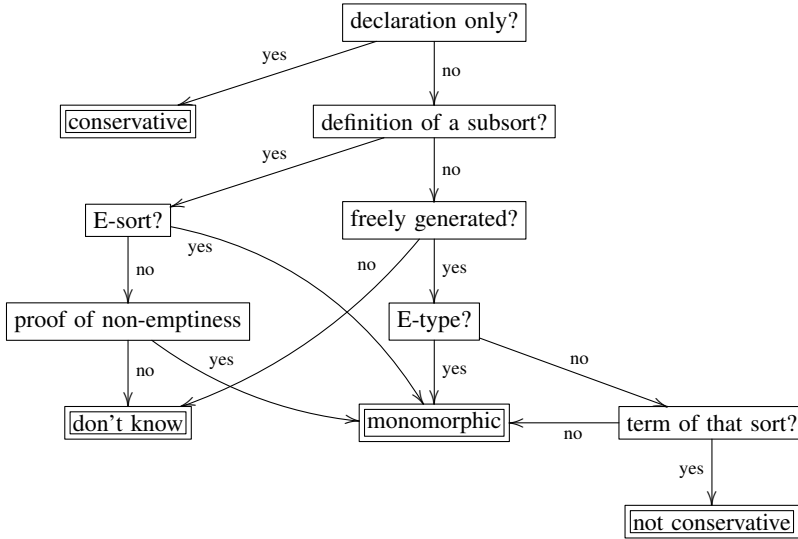 declaration only?
yes
no
conservative
definition of a subsort?
yes
no
E-sort?
freely generated?
yes
no
no
yes
proof of non-emptiness
E-type?
no
yes
yes
no
don't know
monomorphic
no
term of that sort?
yes
not conservative